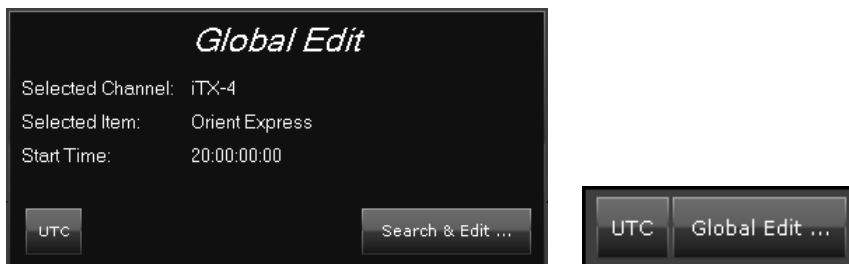 Global Edit
Selected Channel: iTX-4
Selected Item: Orient Express
Start Time: 20:00:00:00
UTC Search & Edit ...
UTC Global Edit ...